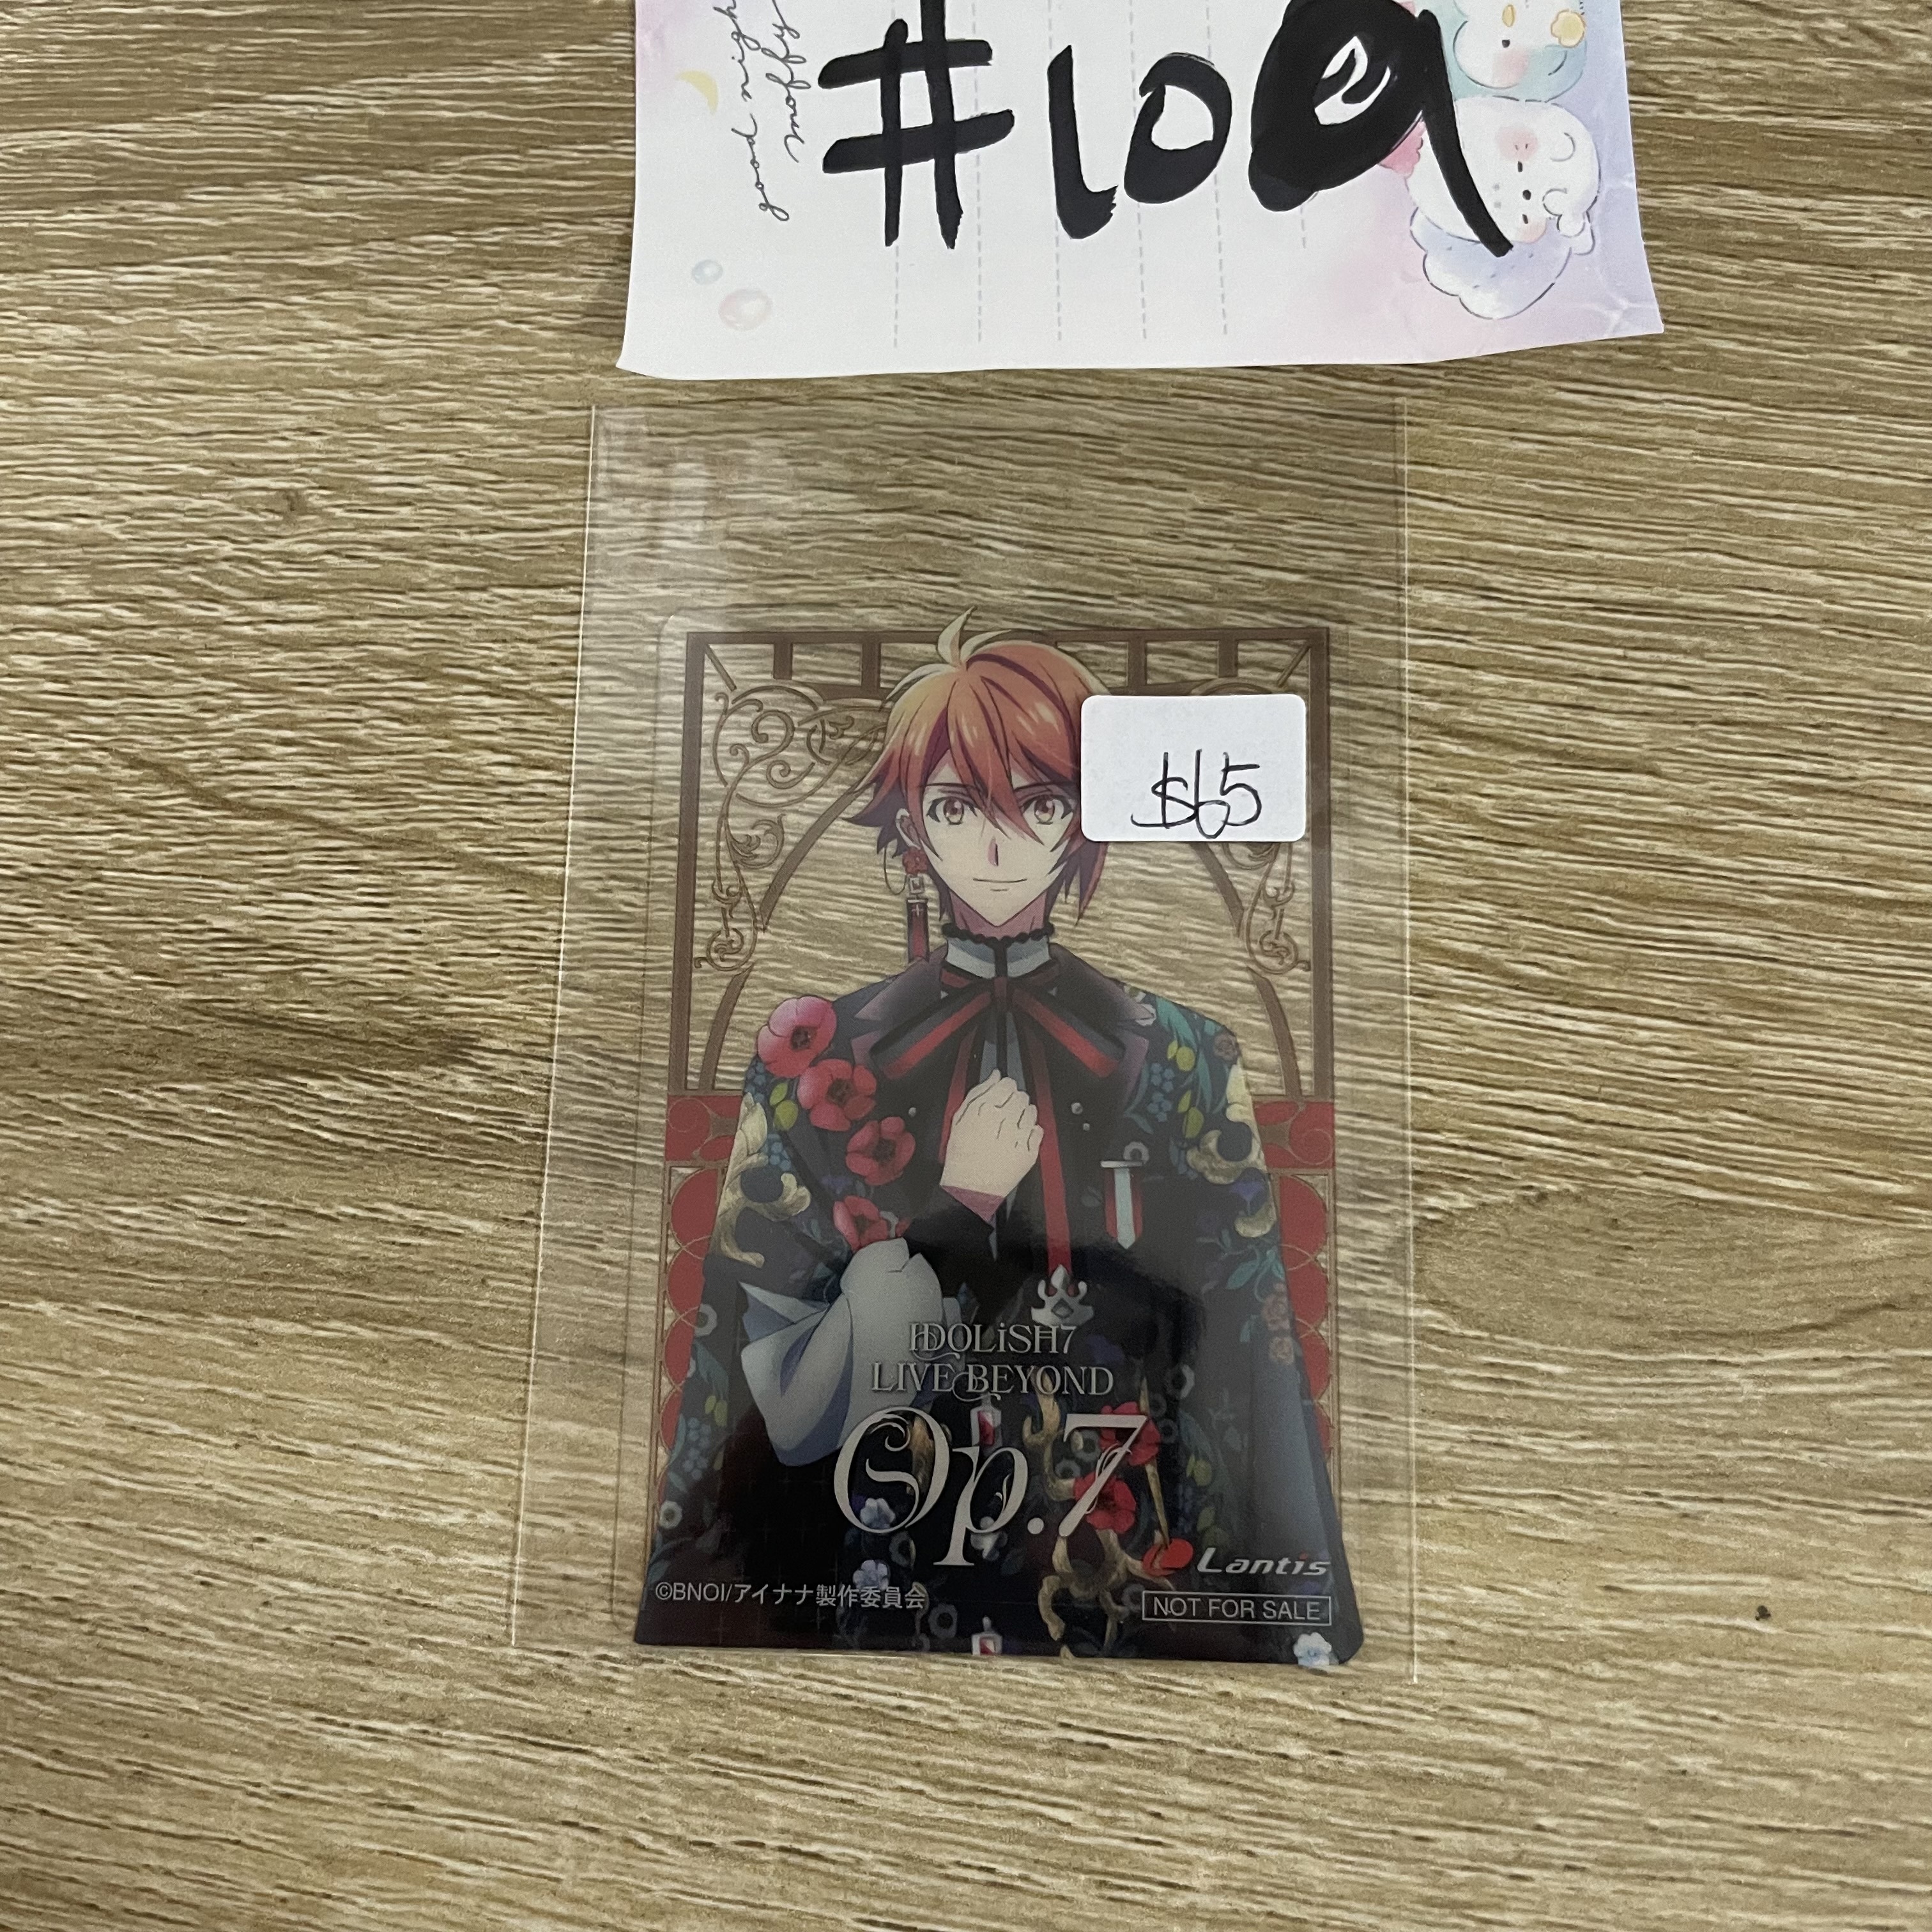 good night
moffy
#109
$65
IDOLiSH7
LIVE BEYOND
Op.7
Lantis
©BNOI/アイナナ製作委員会
NOT FOR SALE